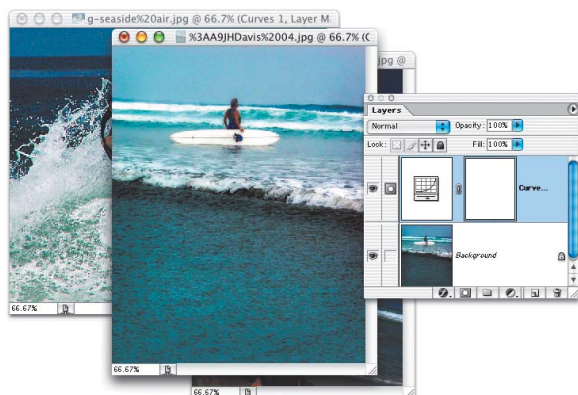 g-seaside%20air.jpg @ 66.7% (Curves 1, Layer M
%3AA9JHDavis%2004.jpg @ 66.7% (C
jpg @
Layers
Normal
Opacity: 100%
Lock:
Fill: 100%
Curve...
Background
66.67%
66.67%
66.67%